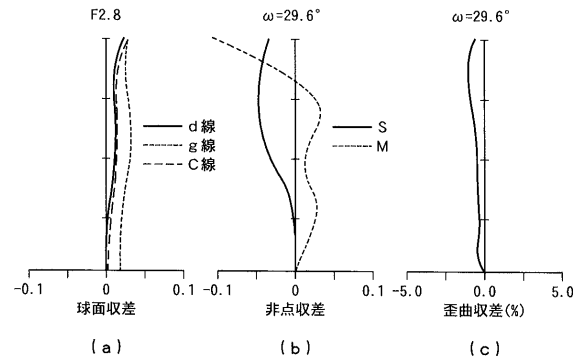 F2.8
ω=29.6°
ω=29.6°
d線
g線
C線
S
M
-0.1 0 0.1
-0.1 0 0.1
-5.0 0.0 5.0
球面収差
非点収差
歪曲収差(%)
(a)
(b)
(c)